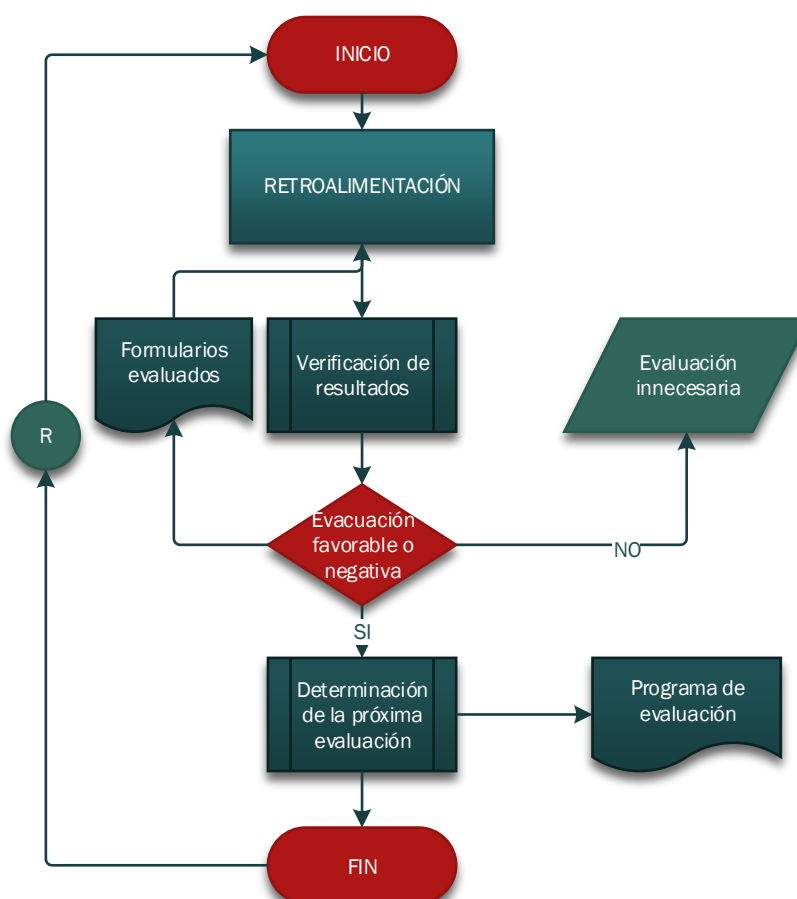 INICIO
RETROALIMENTACIÓN
Formularios
evaluados
Verificación de
resultados
Evaluación
innecesaria
R
Evacuación
favorable o
negativa
NO
SI
Determinación
de la próxima
evaluación
Programa de
evaluación
FIN